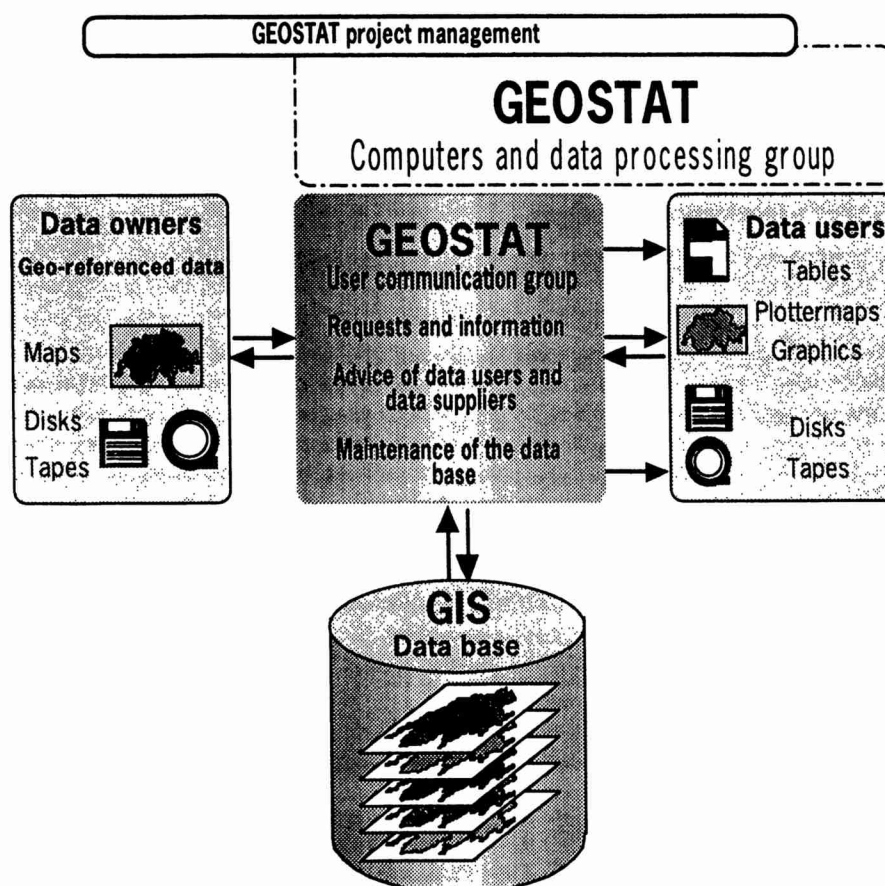 GEOSTAT project management
GEOSTAT
Computers and data processing group
Data owners
Geo-referenced data
Maps
Disks
Tapes
GEOSTAT
User communication group
Requests and information
Advice of data users and
data suppliers
Maintenance of the data
base
Data users
Tables
Plottermaps
Graphics
Disks
Tapes
GIS
Data base